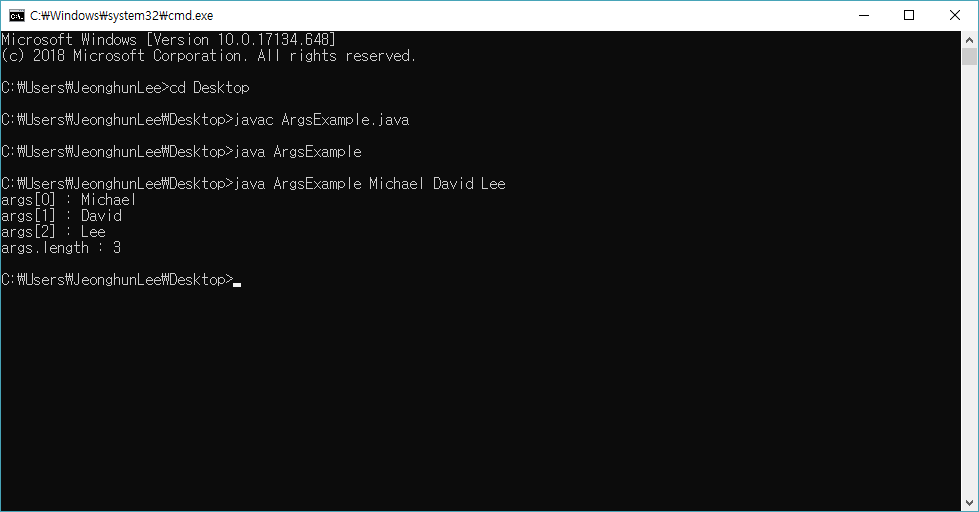 C:₩Windows₩system32₩cmd.exe
Microsoft Windows [Version 10.0.17134.648]
(c) 2018 Microsoft Corporation. All rights reserved.
C:₩Users₩JeonghunLee>cd Desktop
C:₩Users₩JeonghunLee₩Desktop>javac ArgsExample.java
C:₩Users₩JeonghunLee₩Desktop>java ArgsExample
C:₩Users₩JeonghunLee₩Desktop>java ArgsExample Michael David Lee
args[0] : Michael
args[1] : David
args[2] : Lee
args.length : 3
C:₩Users₩JeonghunLee₩Desktop>